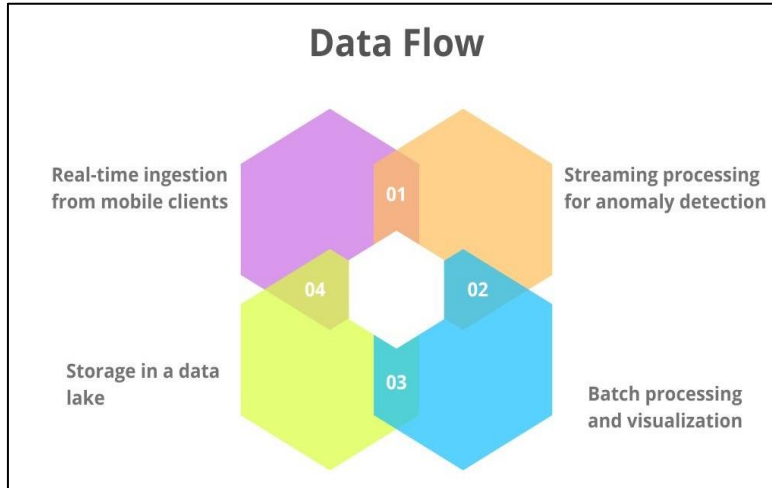 Data Flow
Real-time ingestion
from mobile clients
01
Streaming processing
for anomaly detection
04
02
Storage in a data
lake
03
Batch processing
and visualization